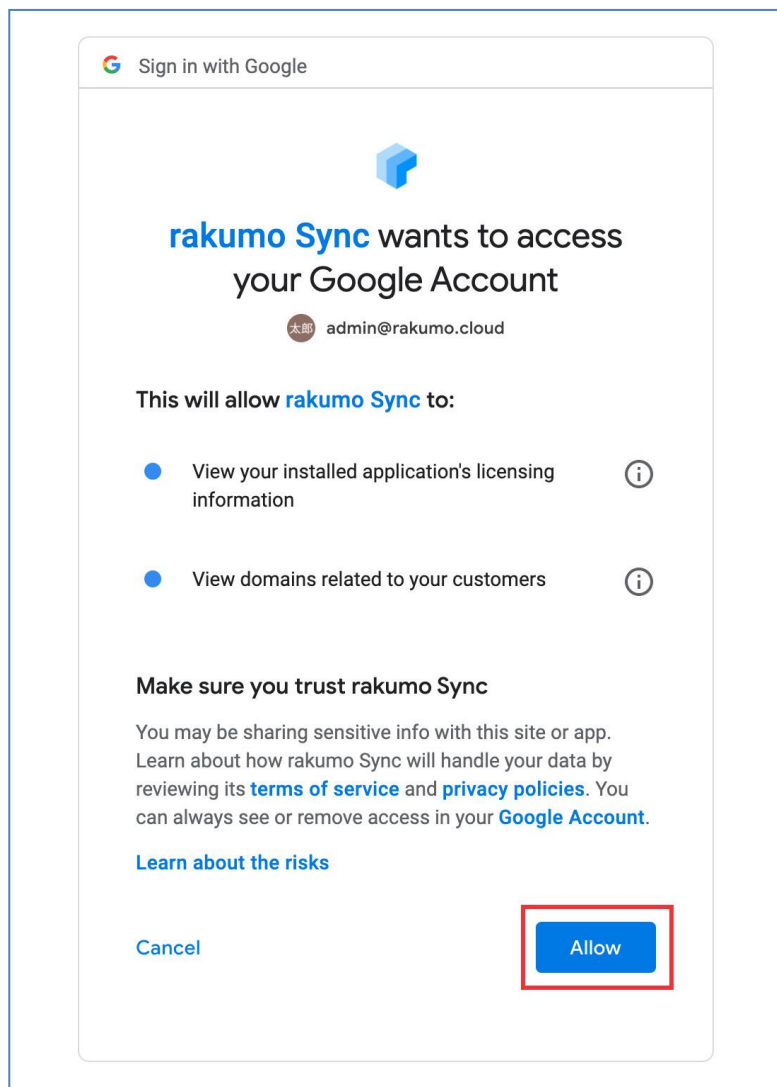 Sign in with Google
rakumo Sync wants to access
your Google Account
太郎 admin@rakumo.cloud
This will allow rakumo Sync to:
View your installed application's licensing
information
View domains related to your customers
Make sure you trust rakumo Sync
You may be sharing sensitive info with this site or app.
Learn about how rakumo Sync will handle your data by
reviewing its terms of service and privacy policies. You
can always see or remove access in your Google Account.
Learn about the risks
Cancel
Allow